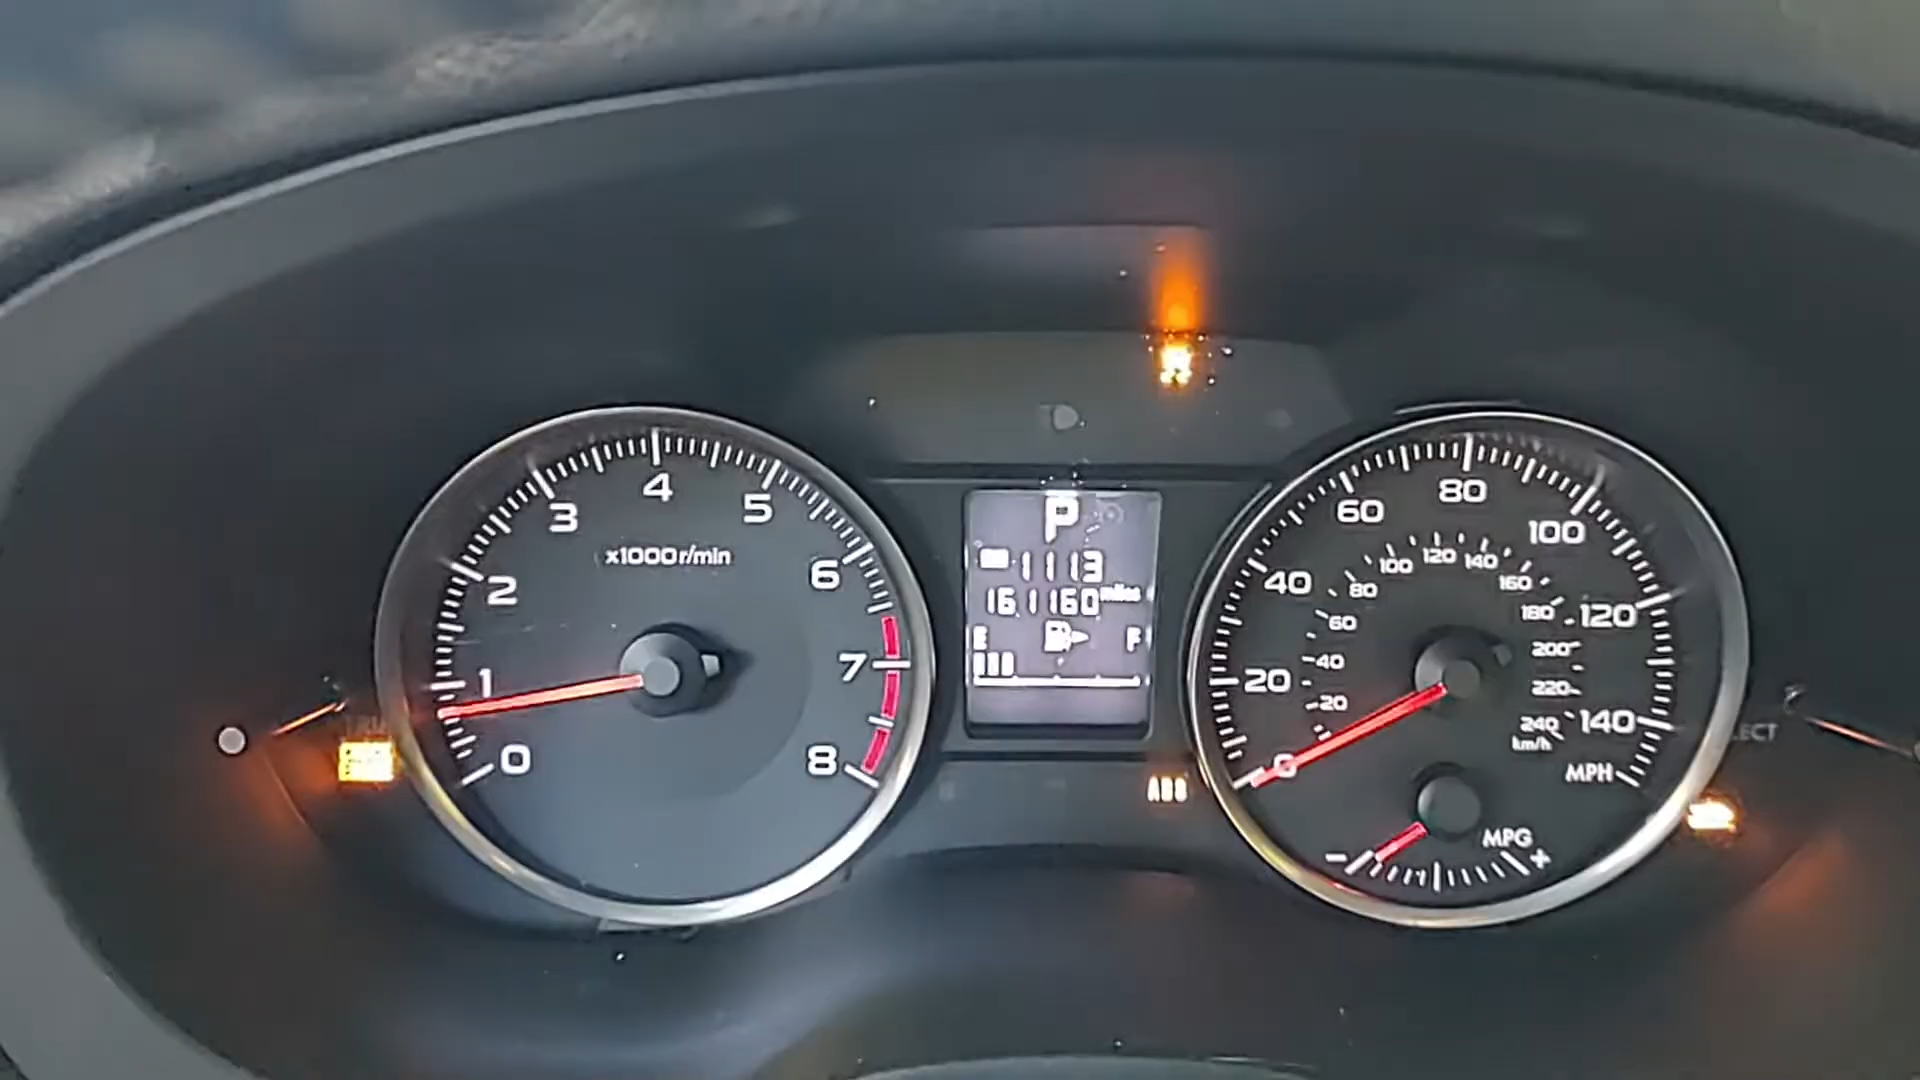 P
1113
161160 miles
E F
4
3 5
x1000r/min
2 6
1 7
0 8
80
60 100
40 120
20 140
0 MPH
100 120 140
80 160
60 180
40 200
20 220
240
km/h
MPG
- +
ABS